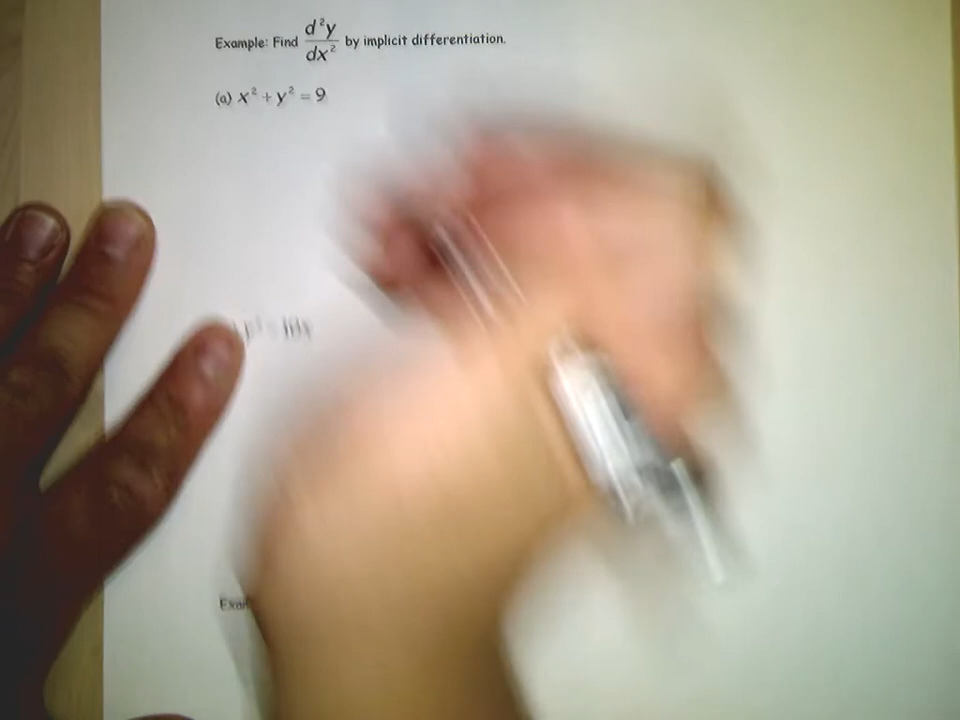 Example: Find d²y/dx² by implicit differentiation.
(a) x² + y² = 9